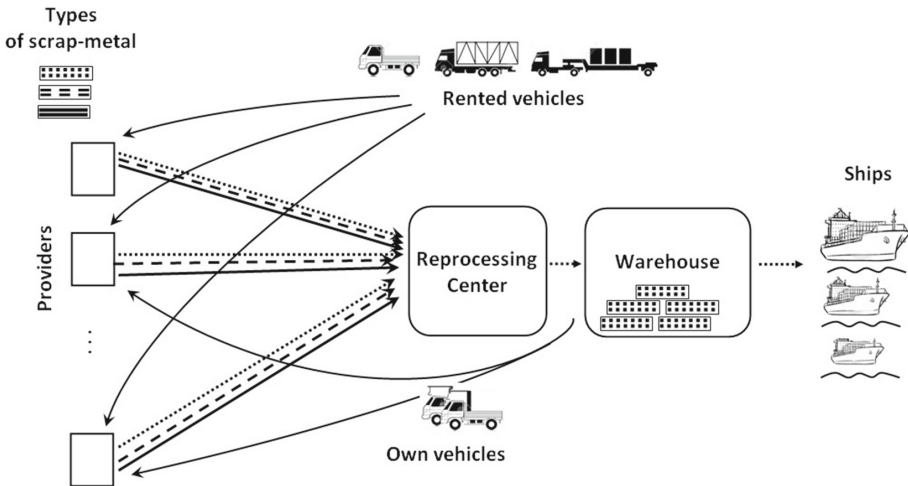 Types
of scrap-metal
Rented vehicles
Ships
Providers
Reprocessing
Center
Warehouse
Own vehicles